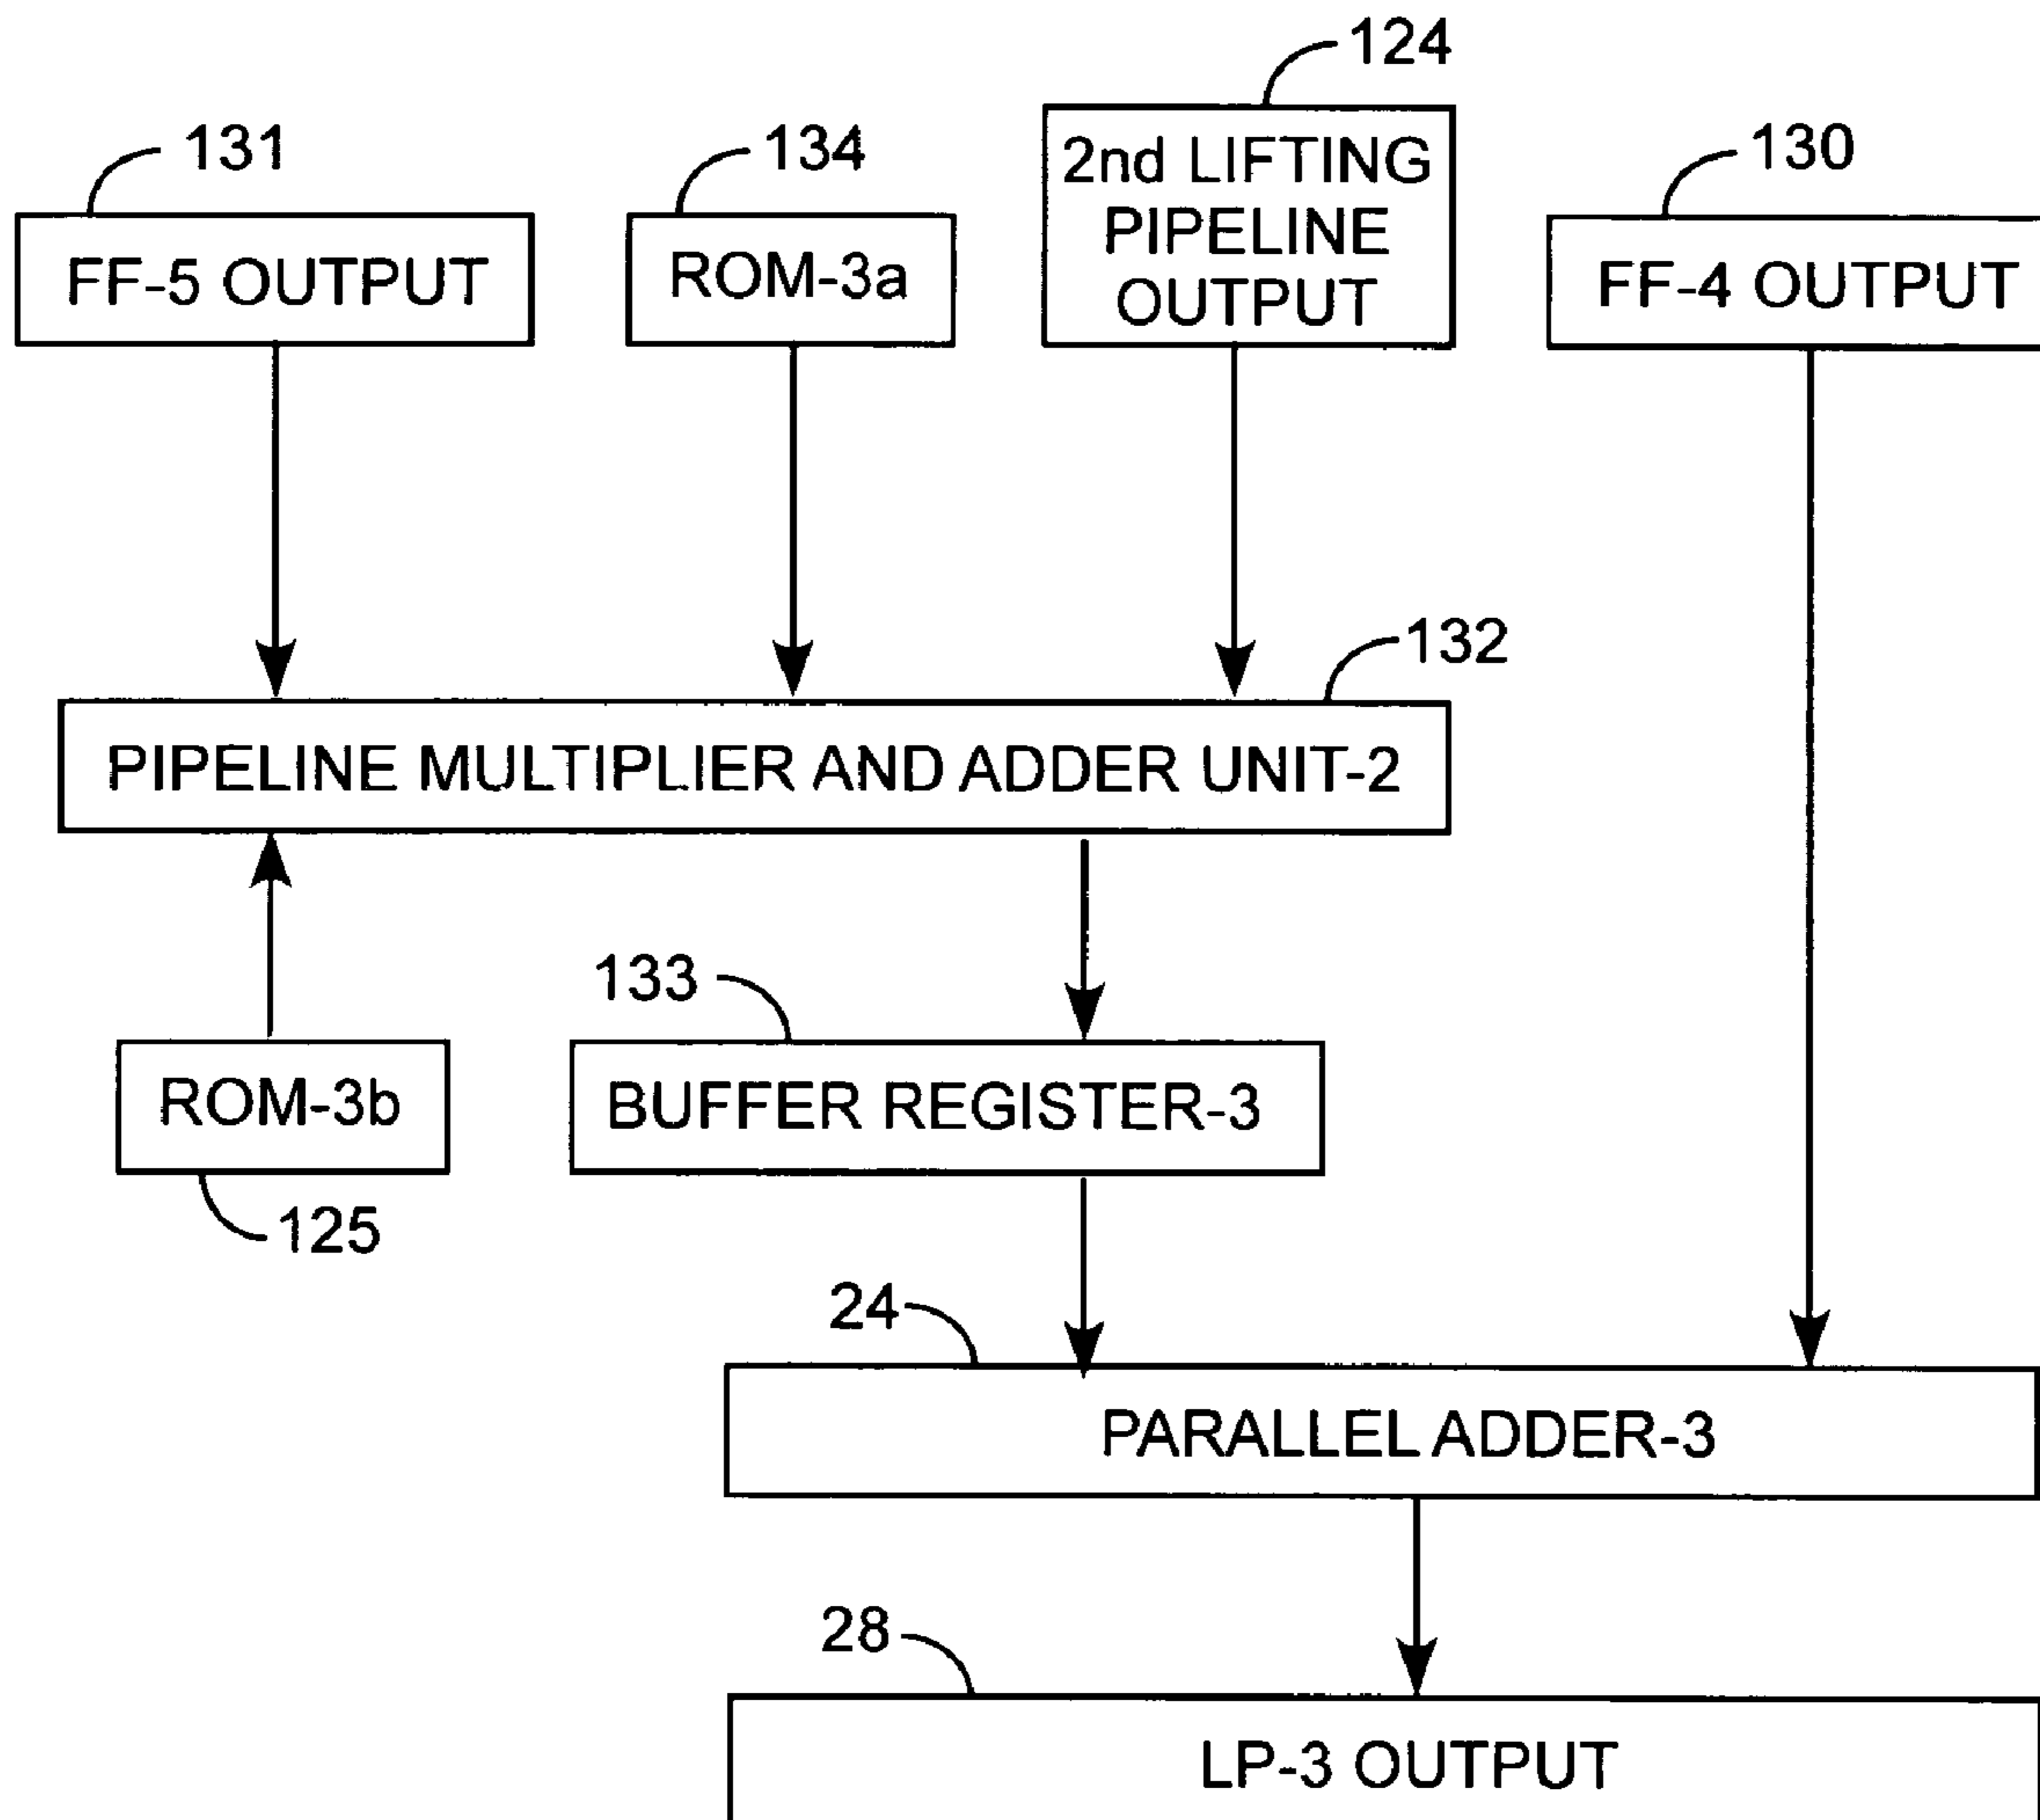 124
131
134
130
2nd LIFTING
PIPELINE
OUTPUT
FF-5 OUTPUT
ROM-3a
FF-4 OUTPUT
132
PIPELINE MULTIPLIER AND ADDER UNIT-2
133
ROM-3b
BUFFER REGISTER-3
125
24
PARALLEL ADDER-3
28
LP-3 OUTPUT